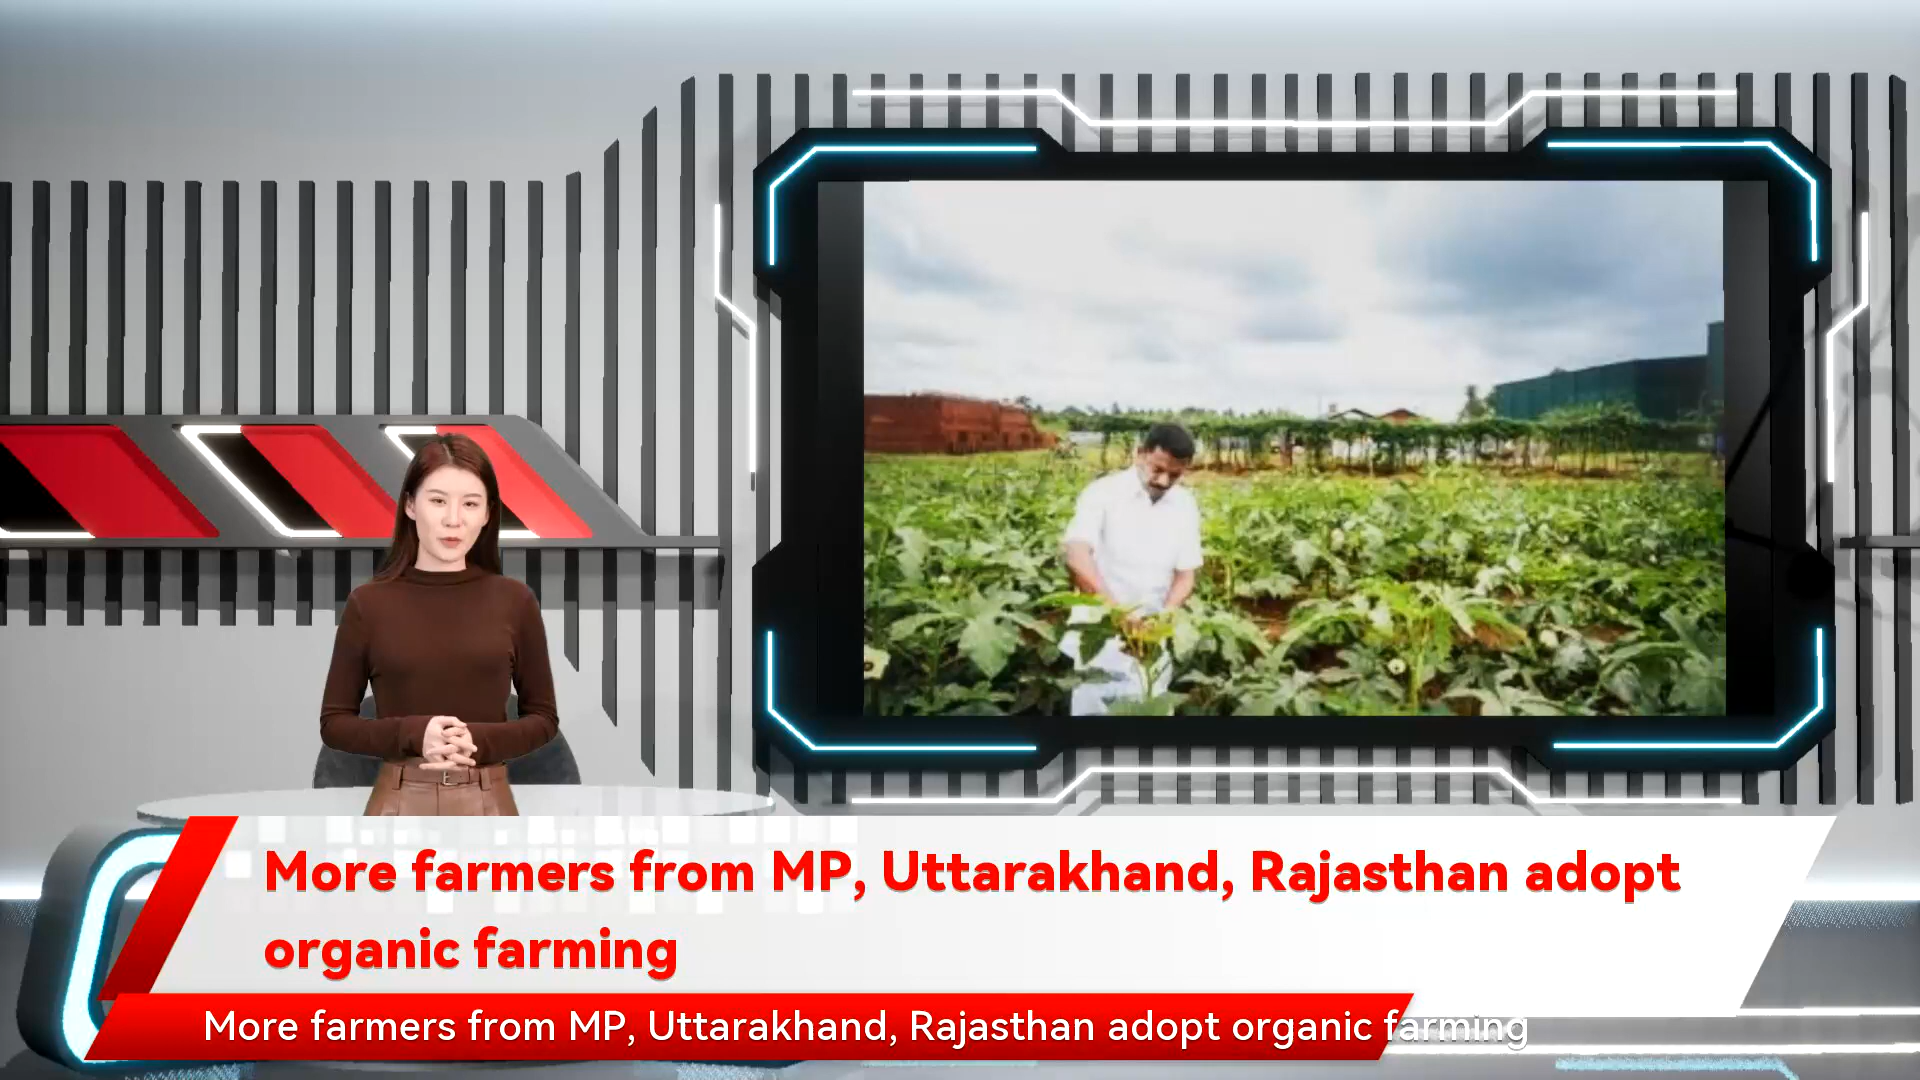 More farmers from MP, Uttarakhand, Rajasthan adopt
organic farming
More farmers from MP, Uttarakhand, Rajasthan adopt organic farming